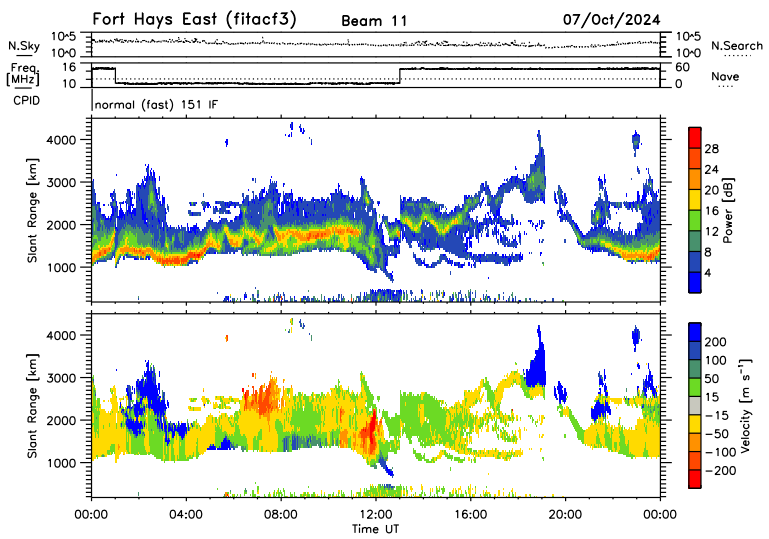 Fort Hays East (fitacf3) Beam 11 07/Oct/2024
N.Sky 10^5 10^0 10^5 10^0 N.Search
Freq. [MHz] 16 10 60 0 Nave
CPID normal (fast) 151 IF
Slant Range [km] 4000 3000 2000 1000
Power [dB] 28 24 20 16 12 8 4
Slant Range [km] 4000 3000 2000 1000
Velocity [m s⁻¹] 200 100 50 15 −15 −50 −100 −200
00:00 04:00 08:00 12:00 16:00 20:00 00:00
Time UT